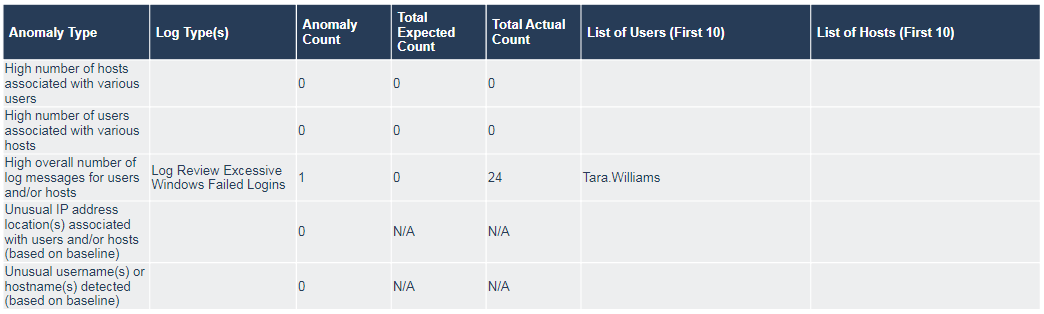 Anomaly Type Log Type(s) Anomaly Count Total Expected Count Total Actual Count List of Users (First 10) List of Hosts (First 10)
High number of hosts
associated with various
users
0 0 0
High number of users
associated with various
hosts
0 0 0
High overall number of
log messages for users
and/or hosts
Log Review Excessive
Windows Failed Logins
1 0 24 Tara.Williams
Unusual IP address
location(s) associated
with users and/or hosts
(based on baseline)
0 N/A N/A
Unusual username(s) or
hostname(s) detected
(based on baseline)
0 N/A N/A